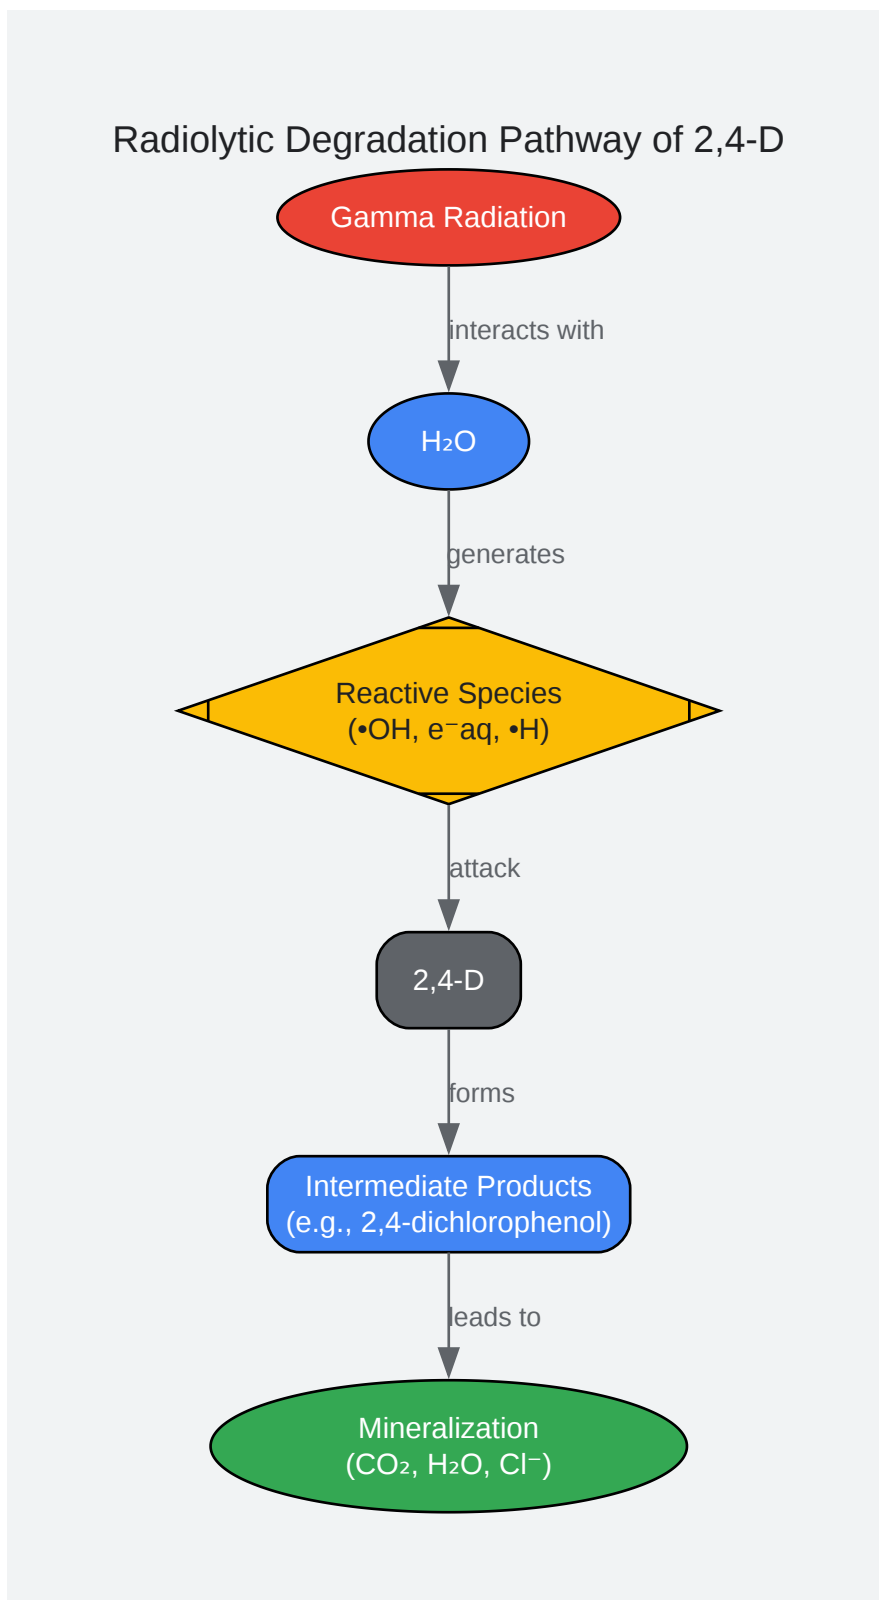 Radiolytic Degradation Pathway of 2,4-D
Gamma Radiation
interacts with
H₂O
generates
Reactive Species
(•OH, e⁻aq, •H)
attack
2,4-D
forms
Intermediate Products
(e.g., 2,4-dichlorophenol)
leads to
Mineralization
(CO₂, H₂O, Cl⁻)